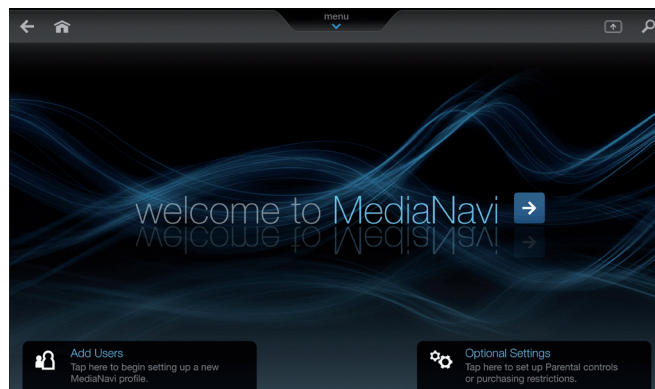 menu
welcome to MediaNavi
Add Users
Tap here to begin setting up a new
MediaNavi profile.
Optional Settings
Tap here to set up Parental controls
or purchasing restrictions.